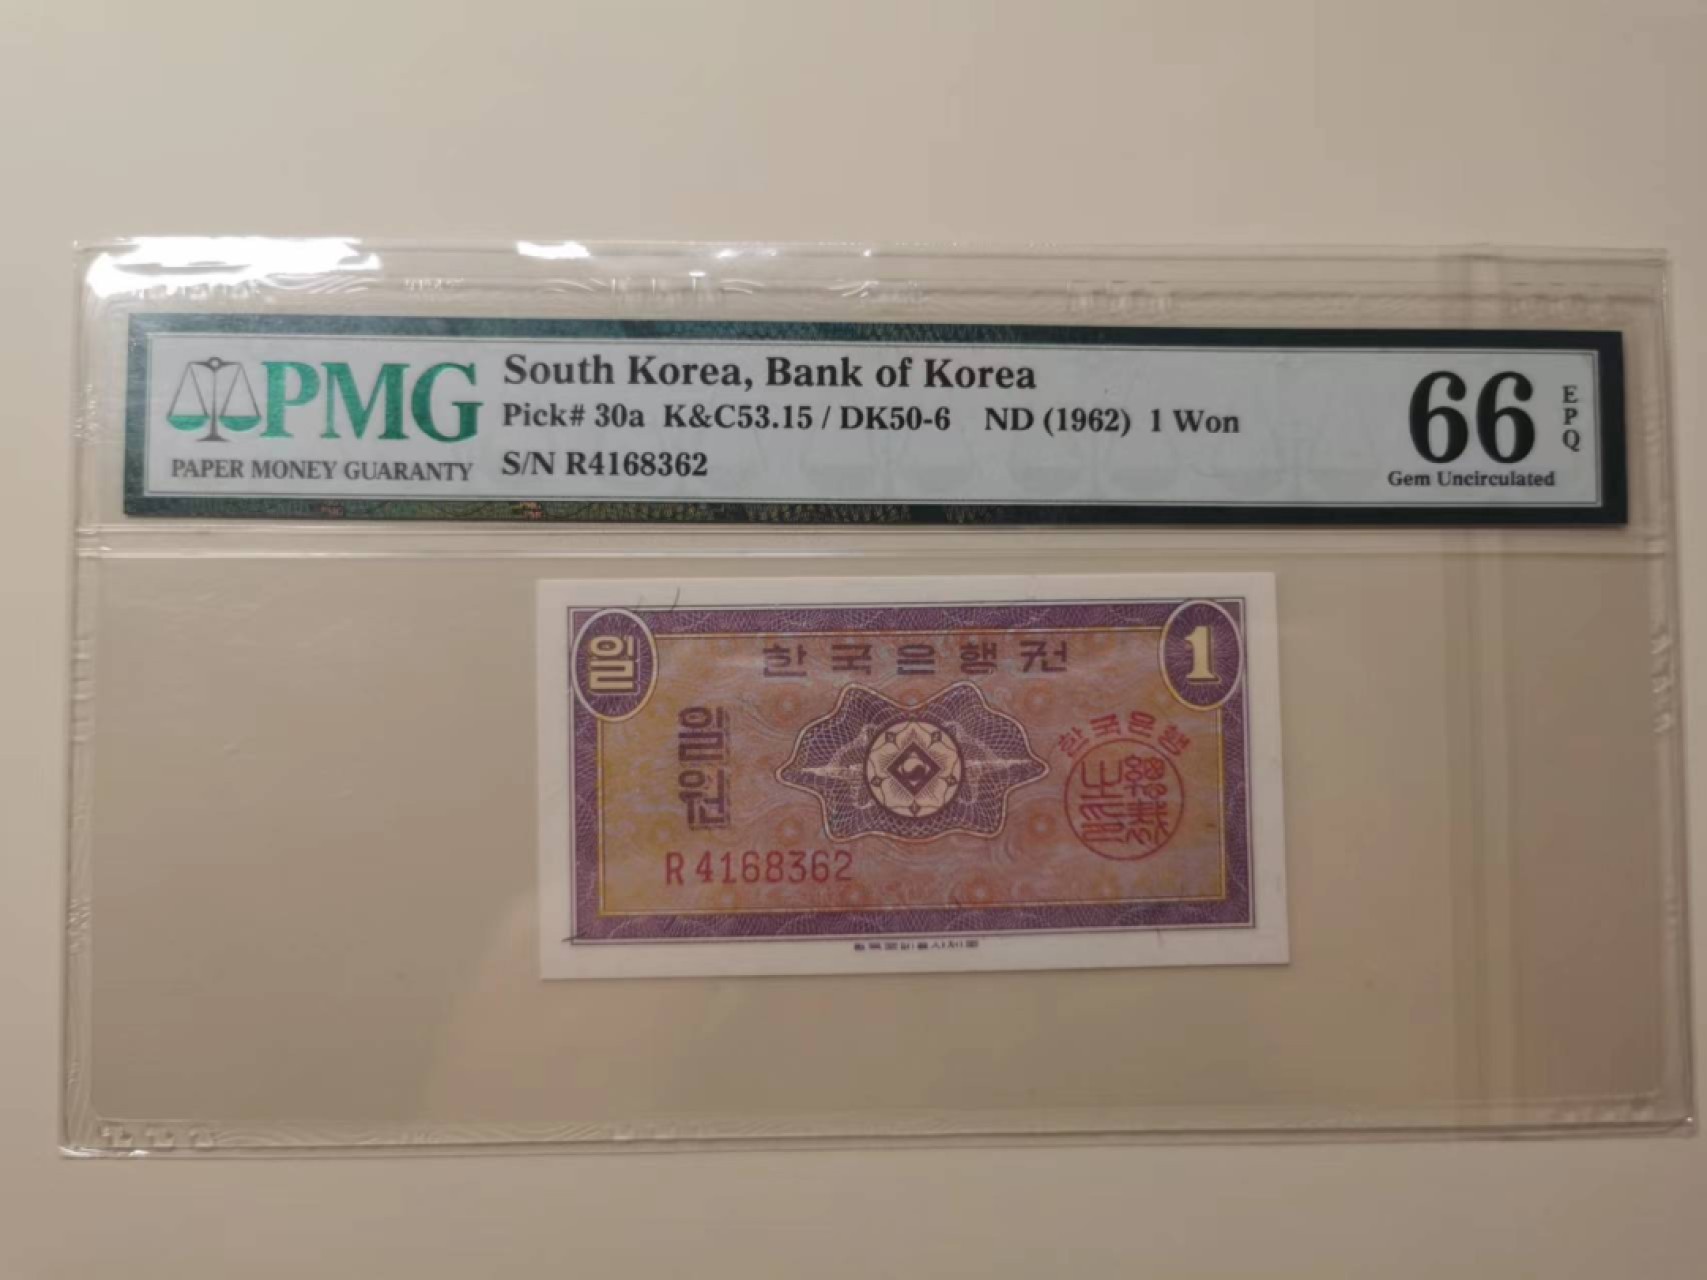 PMG
PAPER MONEY GUARANTY
South Korea, Bank of Korea
Pick# 30a K&C53.15 / DK50-6 ND (1962) 1 Won
S/N R4168362
66
EPQ
Gem Uncirculated
일
한국은행권
1
일원
한국은행
R 4168362